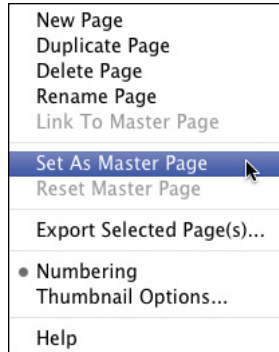 New Page
Duplicate Page
Delete Page
Rename Page
Link To Master Page
Set As Master Page
Reset Master Page
Export Selected Page(s)...
Numbering
Thumbnail Options...
Help